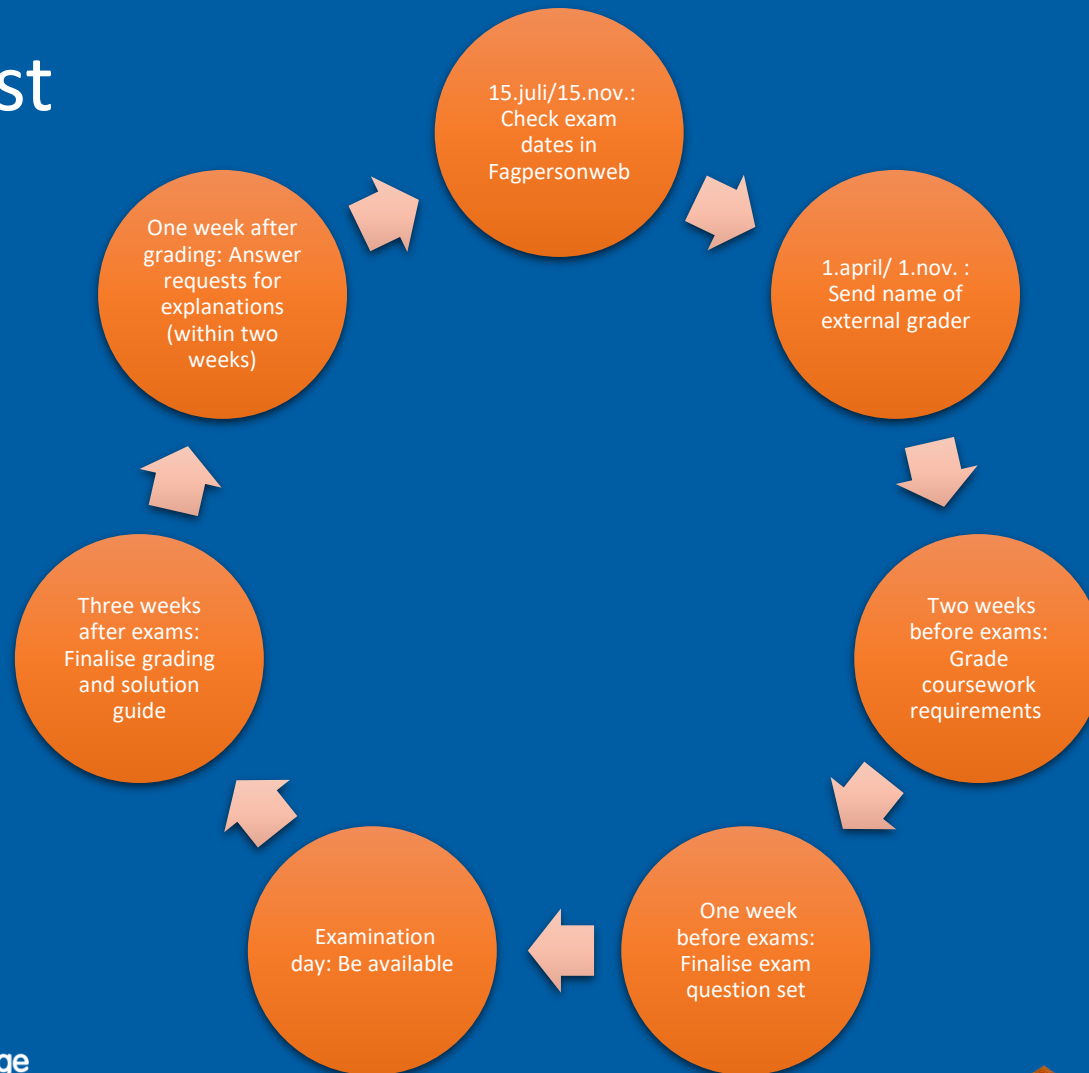 st
15.juli/15.nov.:
Check exam
dates in
Fagpersonweb
1.april/ 1.nov. :
Send name of
external grader
Two weeks
before exams:
Grade
coursework
requirements
One week
before exams:
Finalise exam
question set
Examination
day: Be available
Three weeks
after exams:
Finalise grading
and solution
guide
One week after
grading: Answer
requests for
explanations
(within two
weeks)
ge